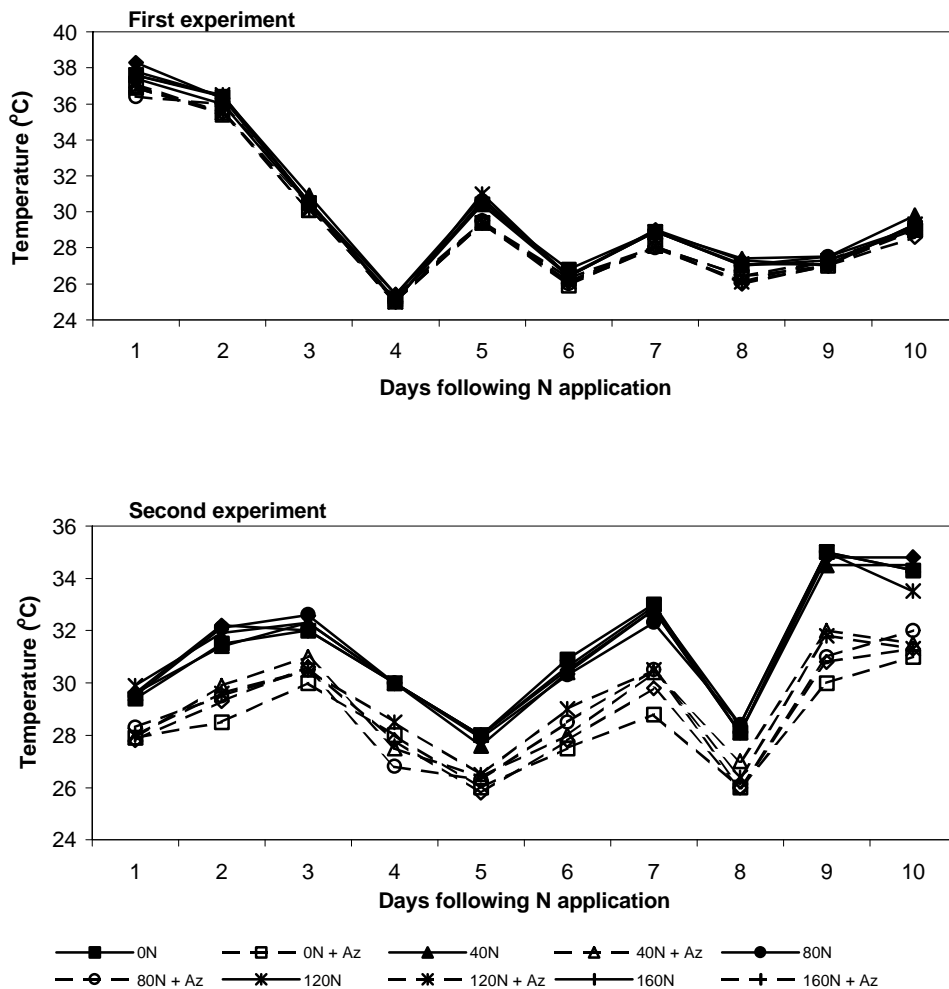 First experiment
Temperature (°C)
40
38
36
34
32
30
28
26
24
1 2 3 4 5 6 7 8 9 10
Days following N application
Second experiment
Temperature (°C)
36
34
32
30
28
26
24
1 2 3 4 5 6 7 8 9 10
Days following N application
0N 0N + Az 40N 40N + Az 80N
80N + Az 120N 120N + Az 160N 160N + Az